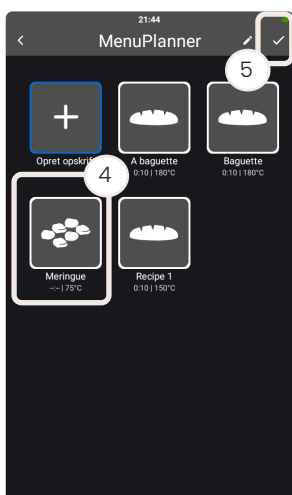 21:44
MenuPlanner
5
Opret opskrift
A baguette
0:10 | 180°C
Baguette
0:10 | 180°C
4
Meringue
-:- | 75°C
Recipe 1
0:10 | 150°C